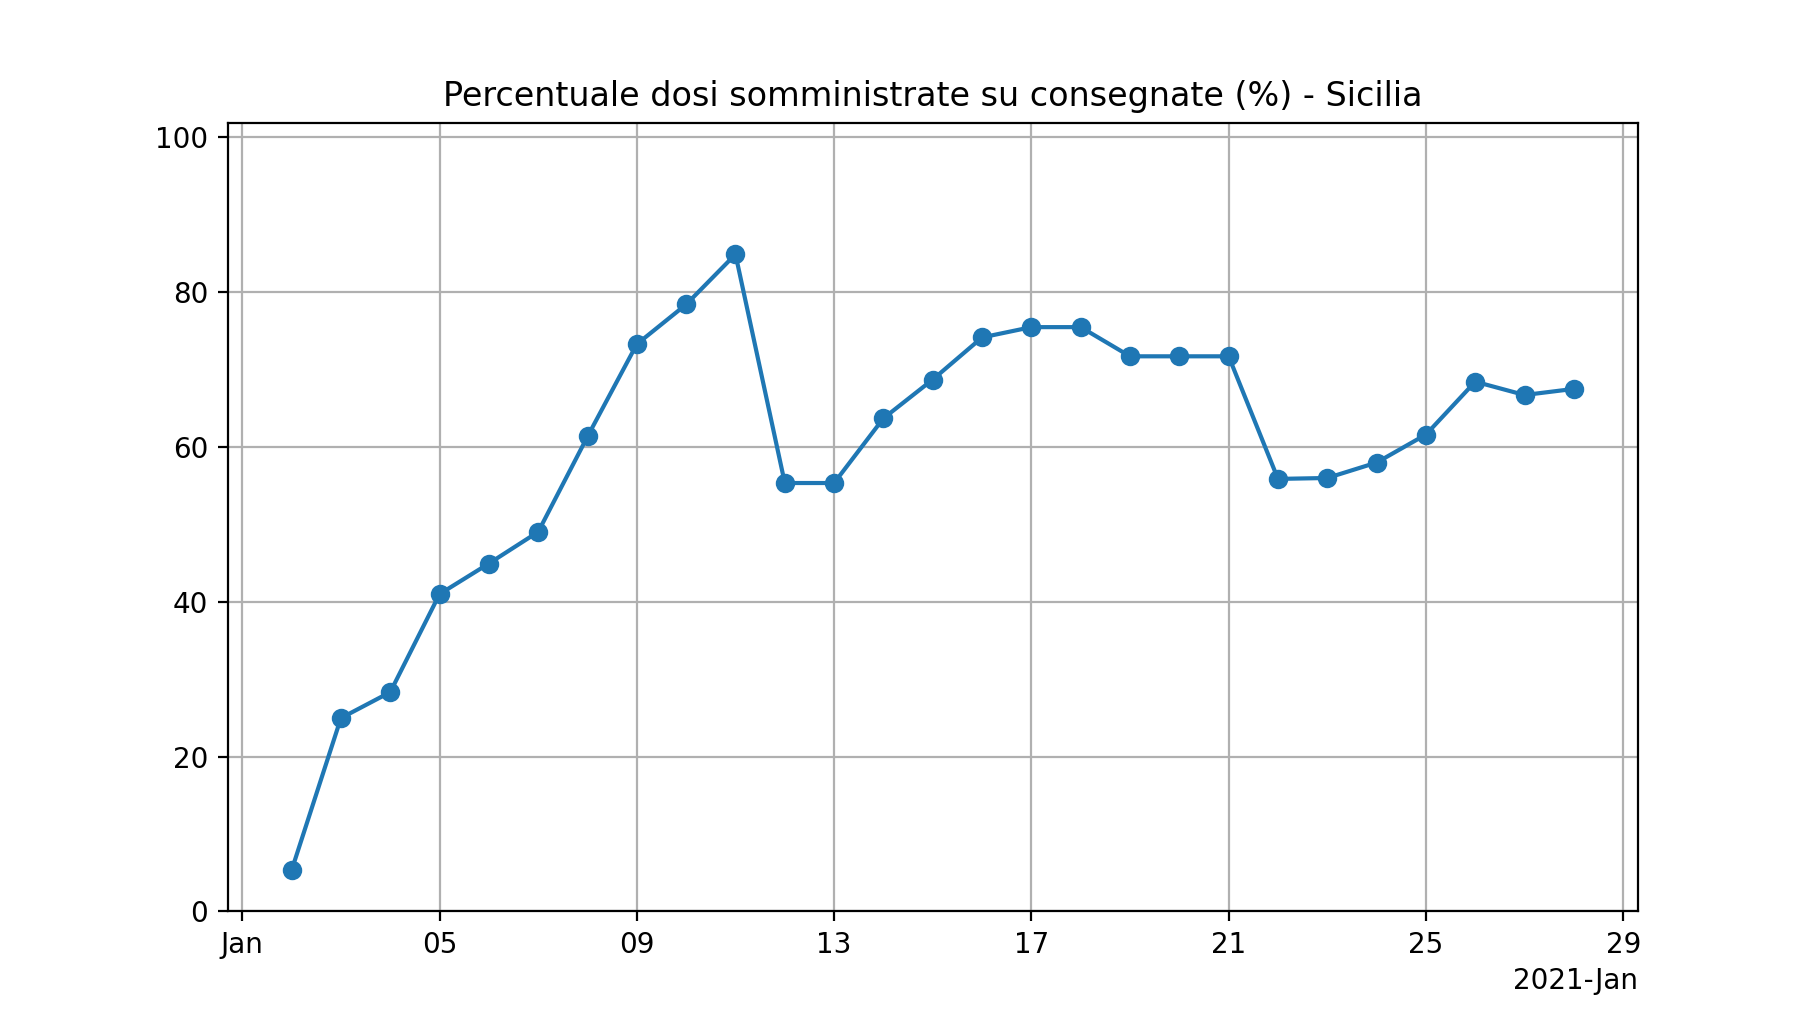 Percentuale dosi somministrate su consegnate (%) - Sicilia
100
80
60
40
20
0
Jan 05 09 13 17 21 25 29
2021-Jan